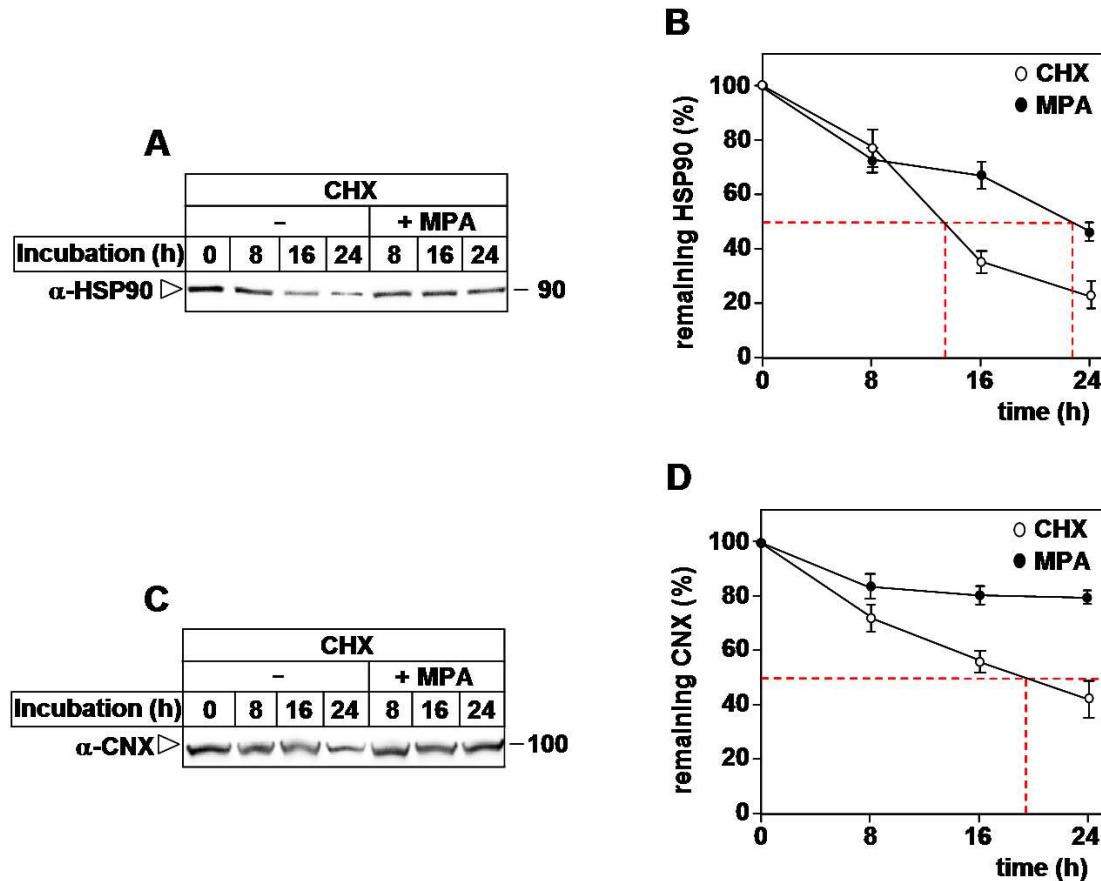 A
CHX
– + MPA
Incubation (h) 0 8 16 24 8 16 24
α-HSP90 – 90
B
CHX
MPA
remaining HSP90 (%)
100
80
60
40
20
0
0 8 16 24
time (h)
C
CHX
– + MPA
Incubation (h) 0 8 16 24 8 16 24
α-CNX –100
D
CHX
MPA
remaining CNX (%)
100
80
60
40
20
0
0 8 16 24
time (h)